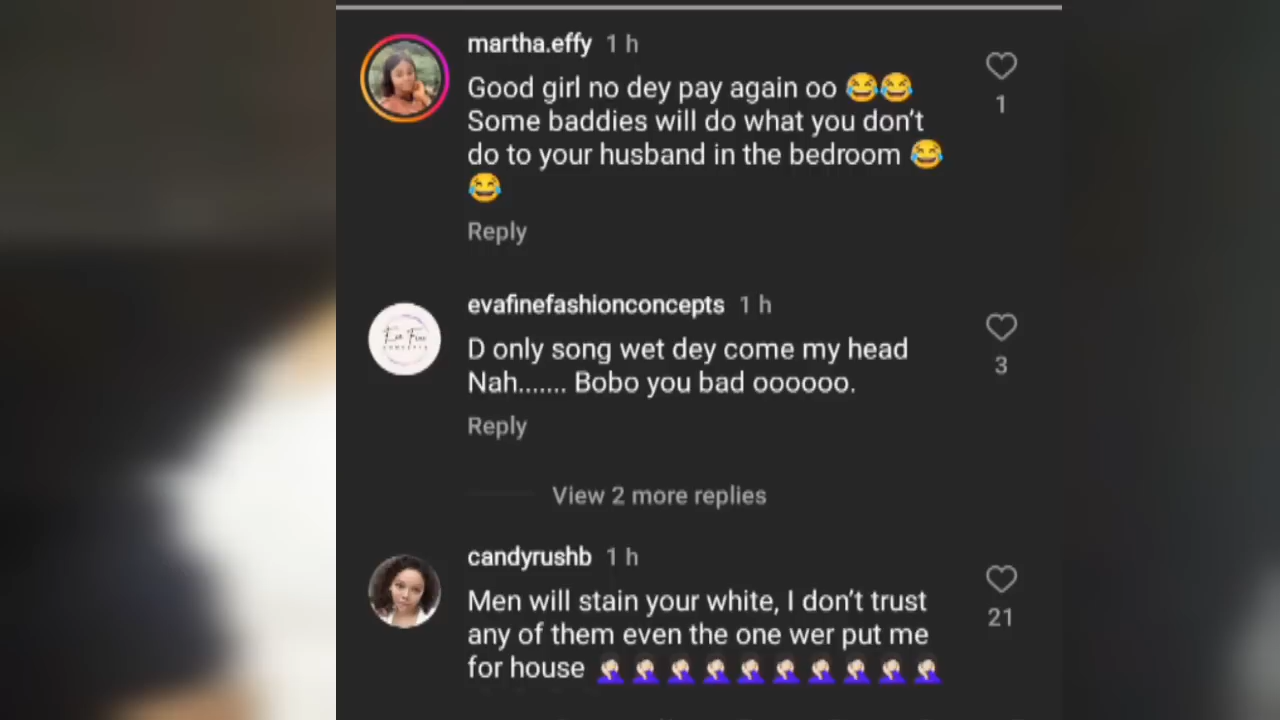 martha.effy 1 h
Good girl no dey pay again oo 😂😂
Some baddies will do what you don't
do to your husband in the bedroom 😂
😂
1
Reply
evafinefashionconcepts 1 h
D only song wet dey come my head
Nah....... Bobo you bad oooooo.
3
Reply
View 2 more replies
candyrushb 1 h
Men will stain your white, I don't trust
any of them even the one wer put me
for house 🤦🏻‍♀️🤦🏻‍♀️🤦🏻‍♀️🤦🏻‍♀️🤦🏻‍♀️🤦🏻‍♀️🤦🏻‍♀️🤦🏻‍♀️🤦🏻‍♀️🤦🏻‍♀️
21